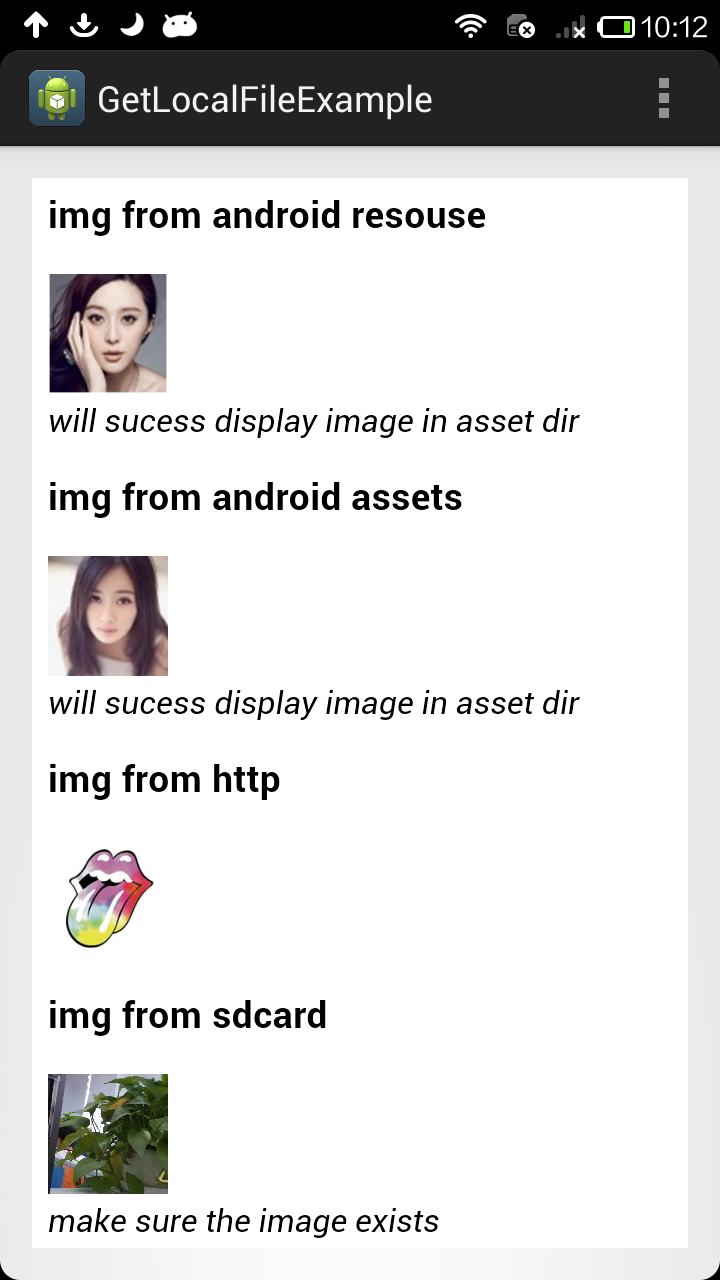 10:12
GetLocalFileExample
img from android resouse
will sucess display image in asset dir
img from android assets
will sucess display image in asset dir
img from http
img from sdcard
make sure the image exists